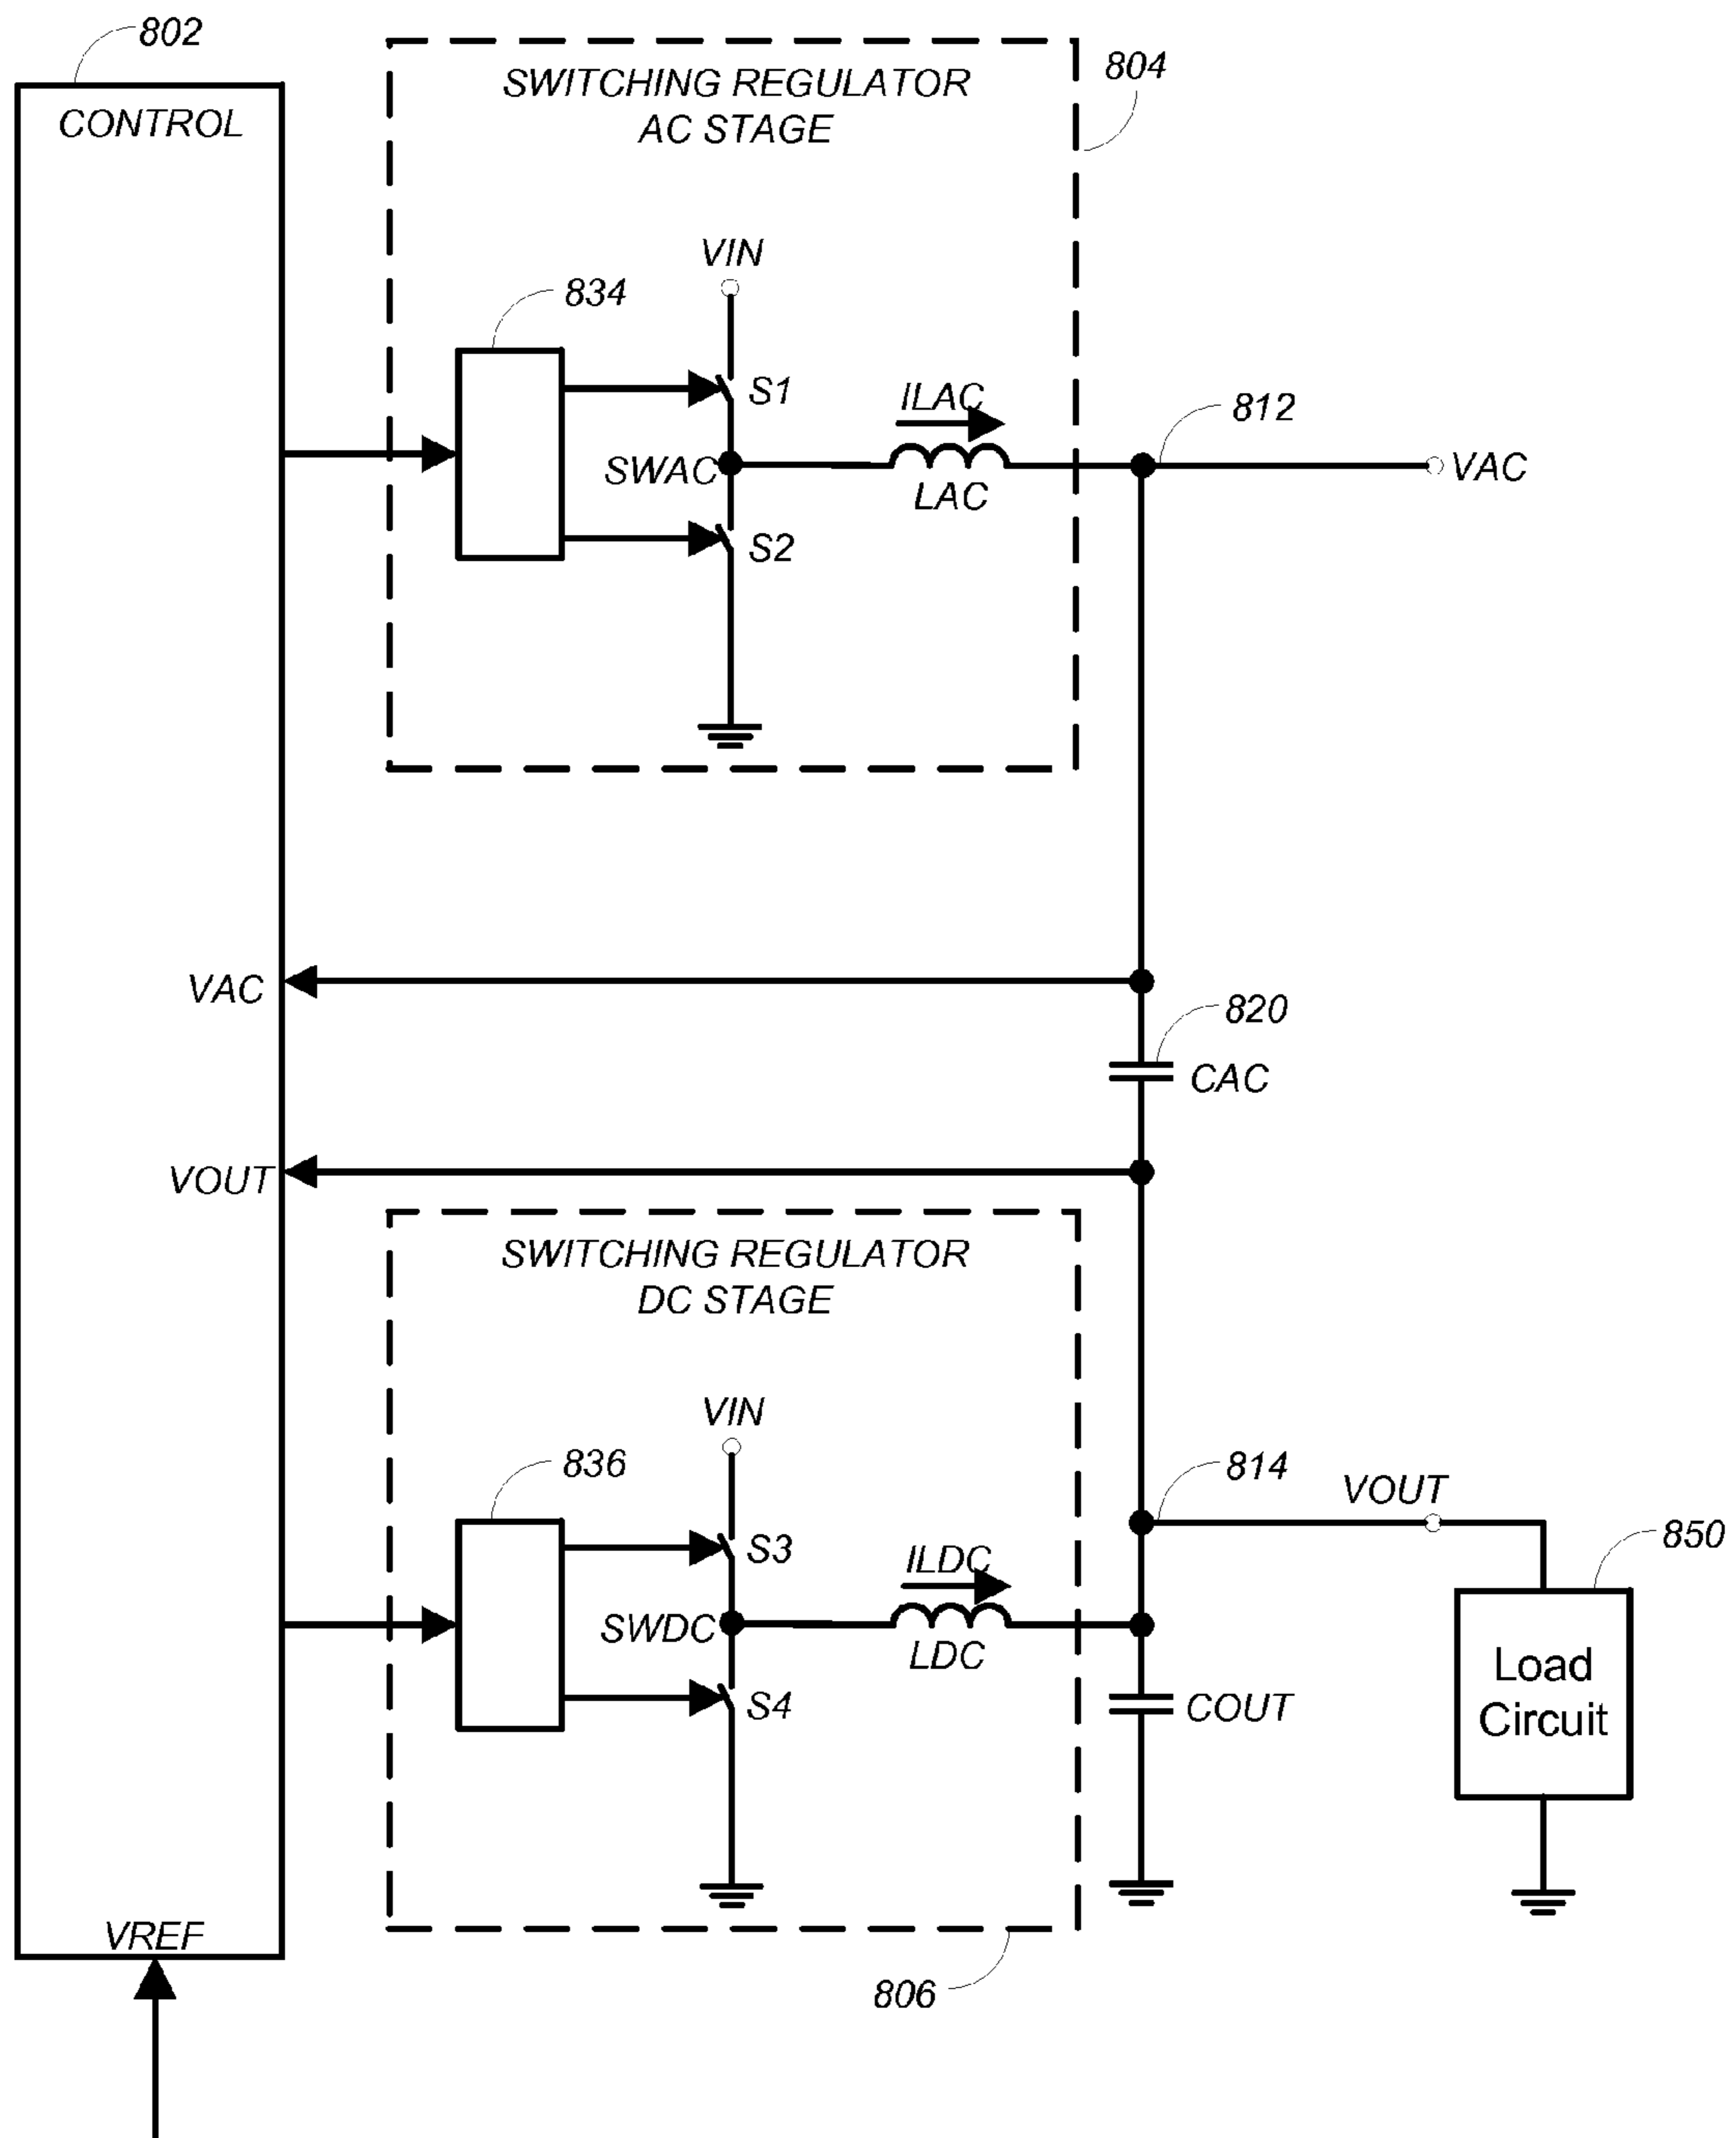 802
CONTROL
SWITCHING REGULATOR
AC STAGE
804
VIN
834
S1
ILAC
812
SWAC
LAC
VAC
S2
VAC
820
CAC
VOUT
SWITCHING REGULATOR
DC STAGE
VIN
836
814
VOUT
850
S3
ILDC
SWDC
LDC
Load
Circuit
S4
COUT
VREF
806